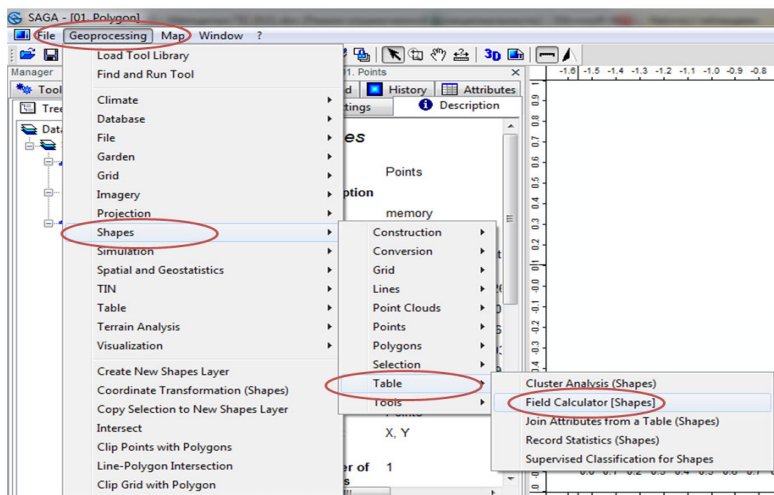 SAGA - [01. Polygon]
File Geoprocessing Map Window ?
3D
Manager
01. Points
Load Tool Library
Find and Run Tool
Climate
Database
File
Garden
Grid
Imagery
Projection
Shapes
Simulation
Spatial and Geostatistics
TIN
Table
Terrain Analysis
Visualization
Create New Shapes Layer
Coordinate Transformation (Shapes)
Copy Selection to New Shapes Layer
Intersect
Clip Points with Polygons
Line-Polygon Intersection
Clip Grid with Polygon
History Attributes
Description
Points
memory
Construction
Conversion
Grid
Lines
Point Clouds
Points
Polygons
Selection
Table
Tools
X, Y
1
Cluster Analysis (Shapes)
Field Calculator [Shapes]
Join Attributes from a Table (Shapes)
Record Statistics (Shapes)
Supervised Classification for Shapes
-1.6 -1.5 -1.4 -1.3 -1.2 -1.1 -1.0 -0.9 -0.8